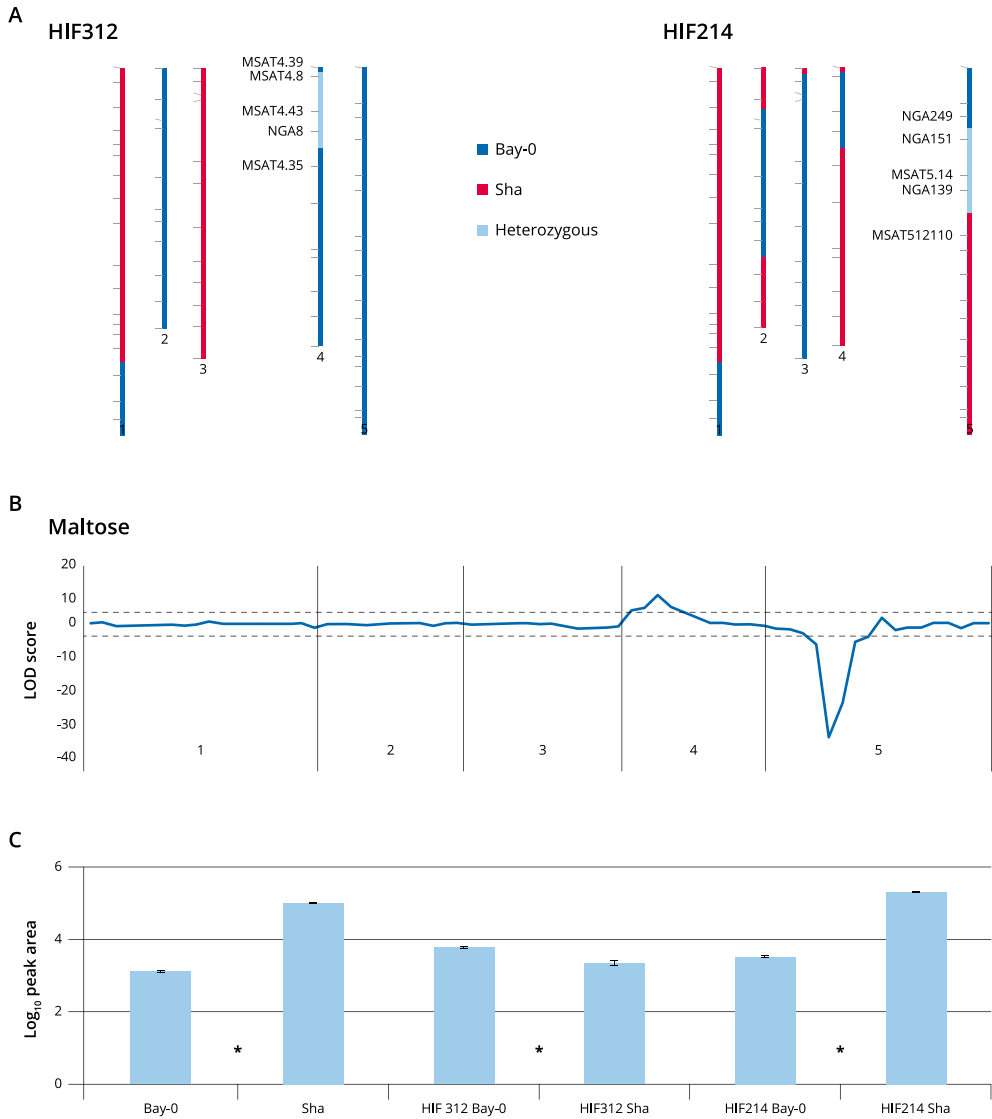 A
HIF312
HIF214
MSAT4.39
MSAT4.8
MSAT4.43
NGA8
MSAT4.35
1
2
3
4
5
Bay-0
Sha
Heterozygous
NGA249
NGA151
MSAT5.14
NGA139
MSAT512110
1
2
3
4
5
B
Maltose
LOD score
20
10
0
-10
-20
-30
-40
1
2
3
4
5
C
Log10 peak area
6
4
2
0
* * *
Bay-0
Sha
HIF 312 Bay-0
HIF312 Sha
HIF214 Bay-0
HIF214 Sha